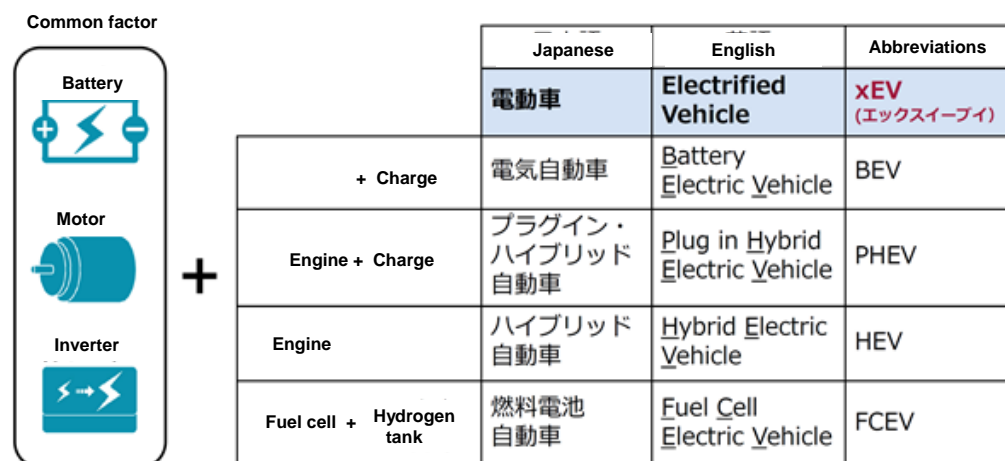 Common factor
Battery
Motor
Inverter
+
Japanese
English
Abbreviations
電動車
Electrified
Vehicle
xEV
(エックスイーブイ)
+ Charge
電気自動車
Battery
Electric Vehicle
BEV
Engine + Charge
プラグイン・
ハイブリッド
自動車
Plug in Hybrid
Electric Vehicle
PHEV
Engine
ハイブリッド
自動車
Hybrid Electric
Vehicle
HEV
Fuel cell + Hydrogen
tank
燃料電池
自動車
Fuel Cell
Electric Vehicle
FCEV